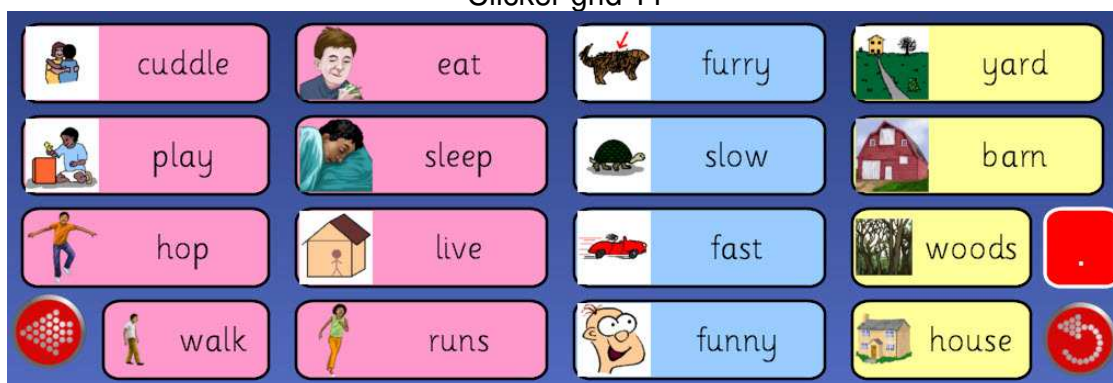 cuddle eat furry yard
play sleep slow barn
hop live fast woods .
walk runs funny house